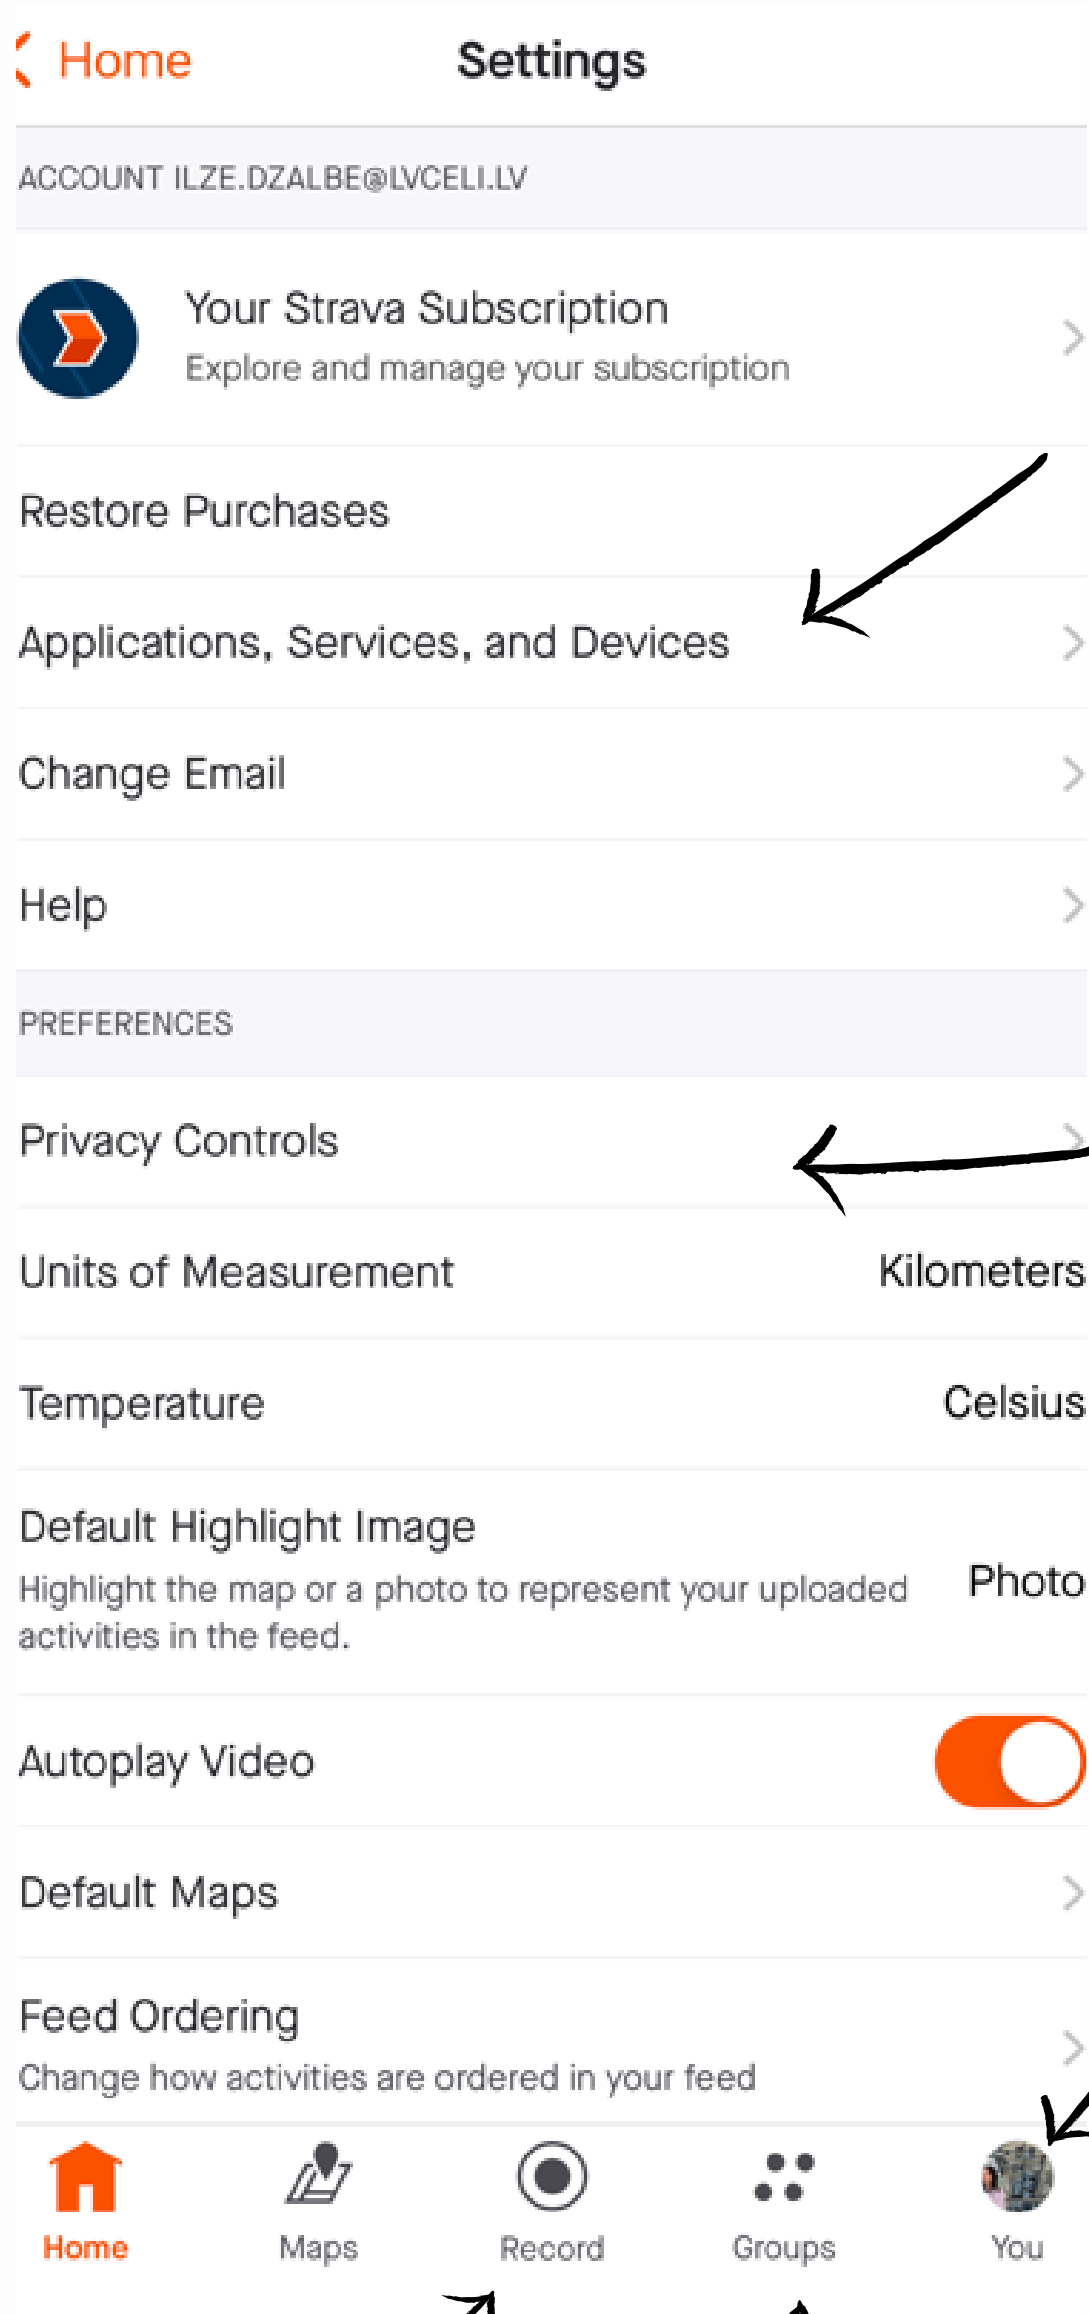 Home
Settings
ACCOUNT ILZE.DZALBE@LVCELI.LV
Your Strava Subscription
Explore and manage your subscription
Restore Purchases
Applications, Services, and Devices
Change Email
Help
PREFERENCES
Privacy Controls
Units of Measurement Kilometers
Temperature Celsius
Default Highlight Image
Highlight the map or a photo to represent your uploaded
activities in the feed.
Photo
Autoplay Video
Default Maps
Feed Ordering
Change how activities are ordered in your feed
Home Maps Record Groups You